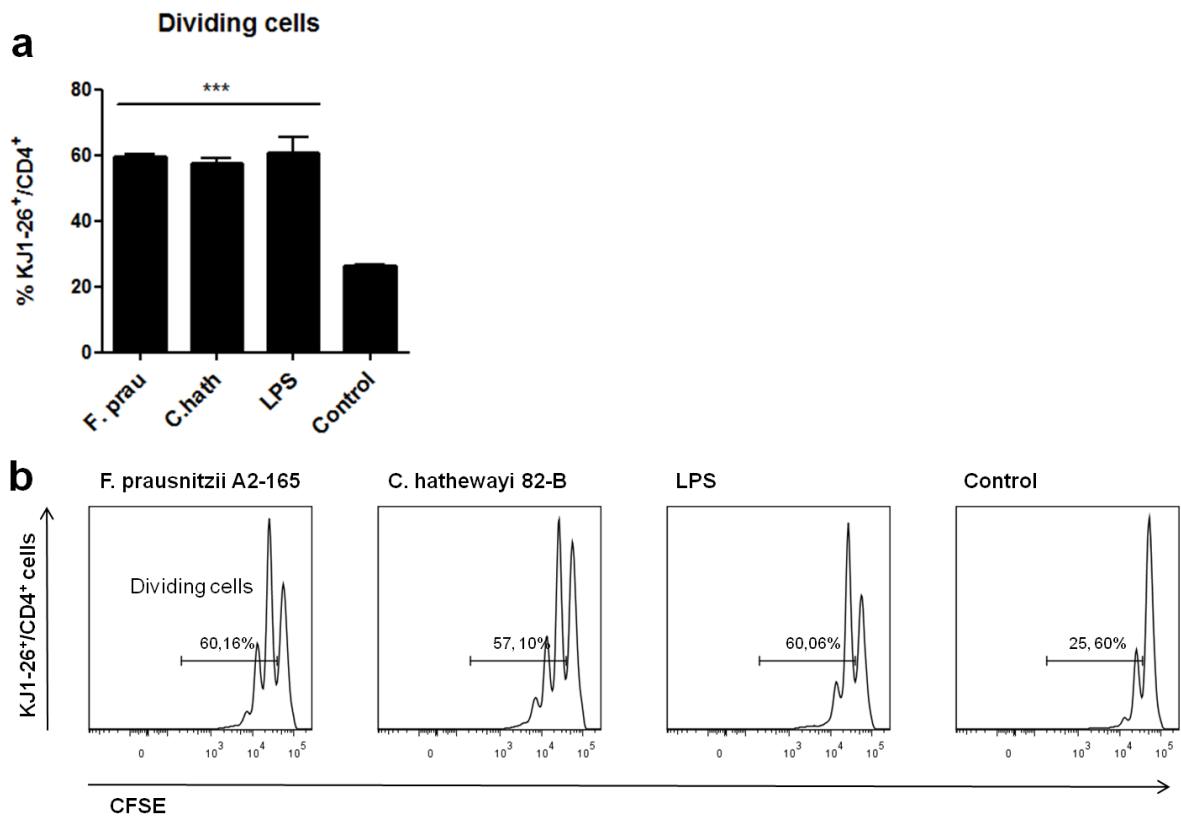 Dividing cells
a
% KJ1-26+/CD4+
80
60
40
20
0
***
F. prau
C.hath
LPS
Control
b
F. prausnitzii A2-165
C. hathewayi 82-B
LPS
Control
KJ1-26+/CD4+ cells
Dividing cells
60,16%
57,10%
60,06%
25,60%
0 10³ 10⁴ 10⁵
0 10³ 10⁴ 10⁵
0 10³ 10⁴ 10⁵
0 10³ 10⁴ 10⁵
CFSE